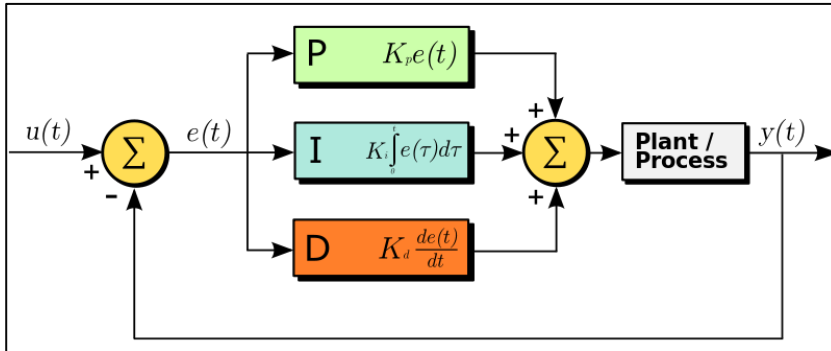 P K_p e(t)
u(t)
e(t)
Σ
+
-
I K_i ∫_0^t e(τ)dτ
+
+
+
Σ
Plant /
Process
y(t)
D K_d de(t)/dt